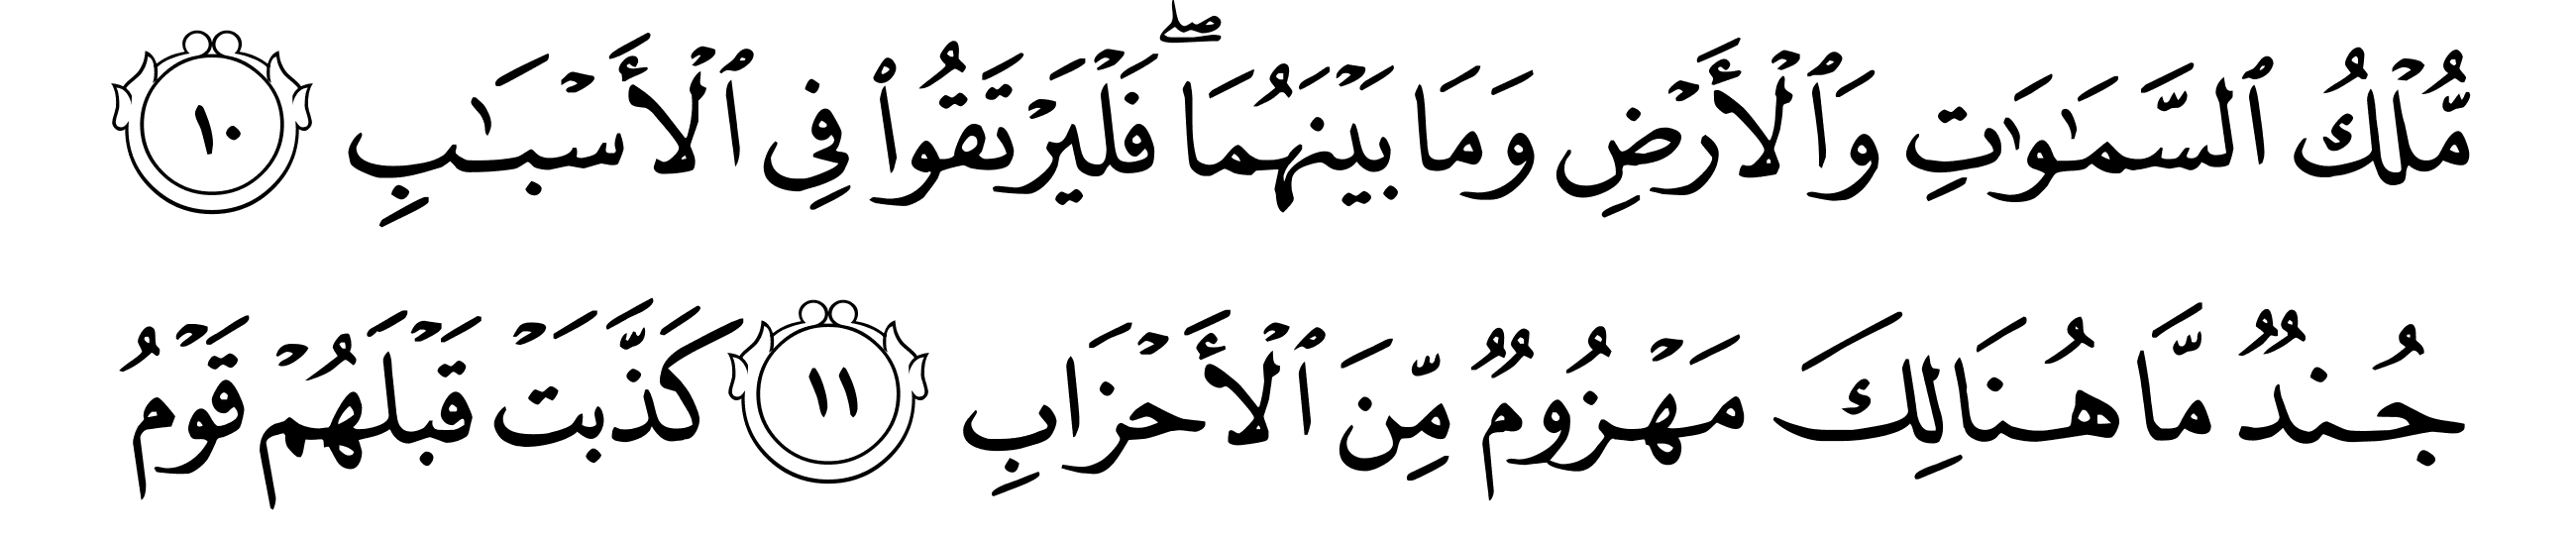 مُّلۡكُ ٱلسَّمَٰوَٰتِ وَٱلۡأَرۡضِ وَمَا بَيۡنَهُمَاۖ فَلۡيَرۡتَقُواْ فِي ٱلۡأَسۡبَٰبِ ١٠
جُندٞ مَّا هُنَالِكَ مَهۡزُومٞ مِّنَ ٱلۡأَحۡزَابِ ١١ كَذَّبَتۡ قَبۡلَهُمۡ قَوۡمُ